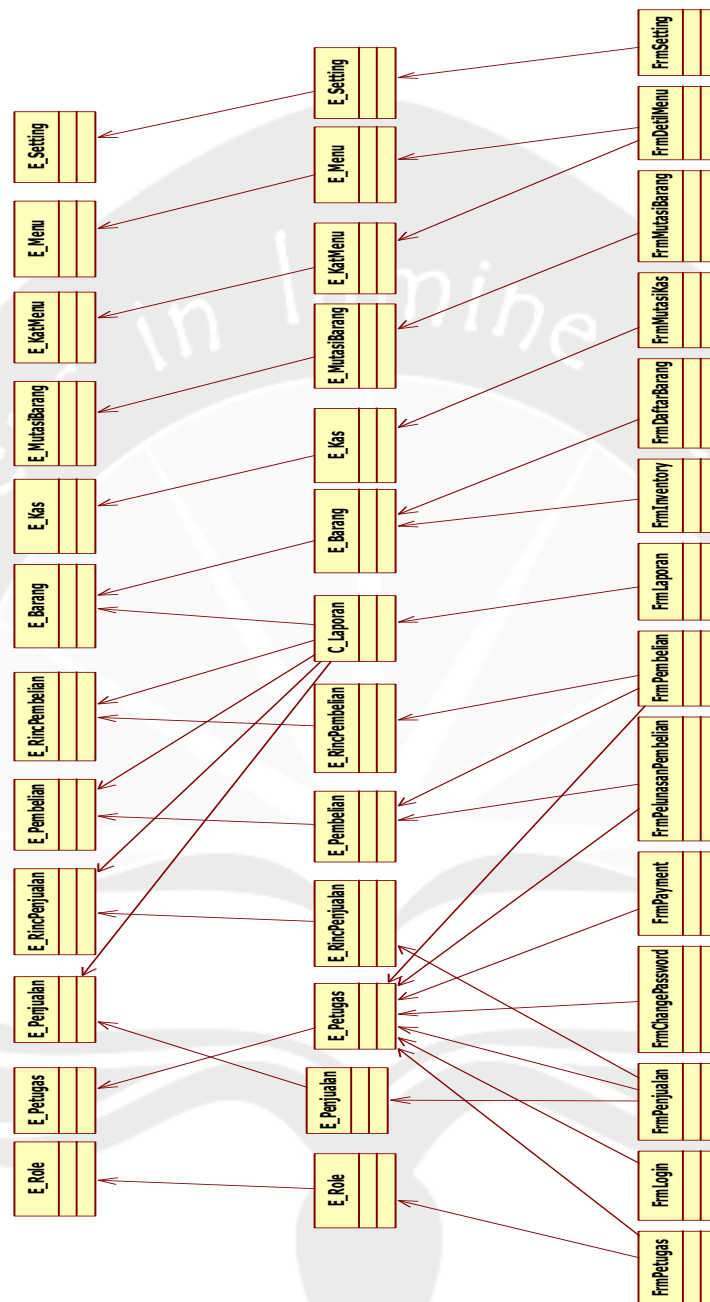 E_Role
E_Petugas
E_Penjualan
E_RincPenjualan
E_Pembelian
E_RincPembelian
E_Barang
E_Kas
E_MutasiBarang
E_KatMenu
E_Menu
E_Setting
E_Role
E_Penjualan
E_Petugas
E_RincPenjualan
E_Pembelian
E_RincPembelian
C_Laporan
E_Barang
E_Kas
E_MutasiBarang
E_KatMenu
E_Menu
E_Setting
FrmPetugas
FrmLogin
FrmPenjualan
FrmChangePassword
FrmPayment
FrmPelunasanPembelian
FrmPembelian
FrmLaporan
FrmInventory
FrmDaftarBarang
FrmMutasiKas
FrmMutasiBarang
FrmDetilMenu
FrmSetting
in lumine